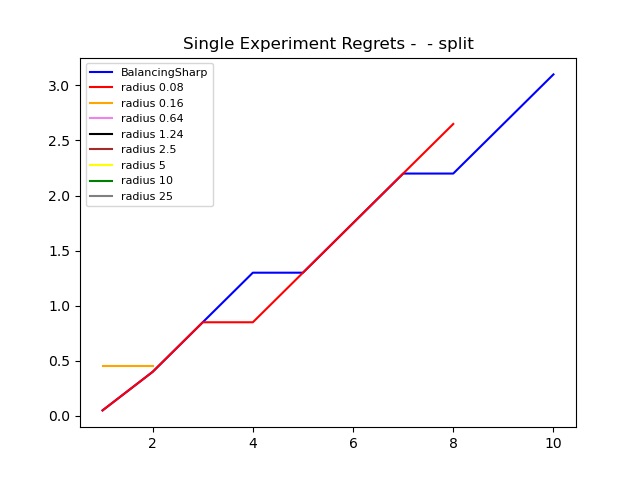 Single Experiment Regrets -  - split
BalancingSharp
radius 0.08
radius 0.16
radius 0.64
radius 1.24
radius 2.5
radius 5
radius 10
radius 25
3.0
2.5
2.0
1.5
1.0
0.5
0.0
2 4 6 8 10